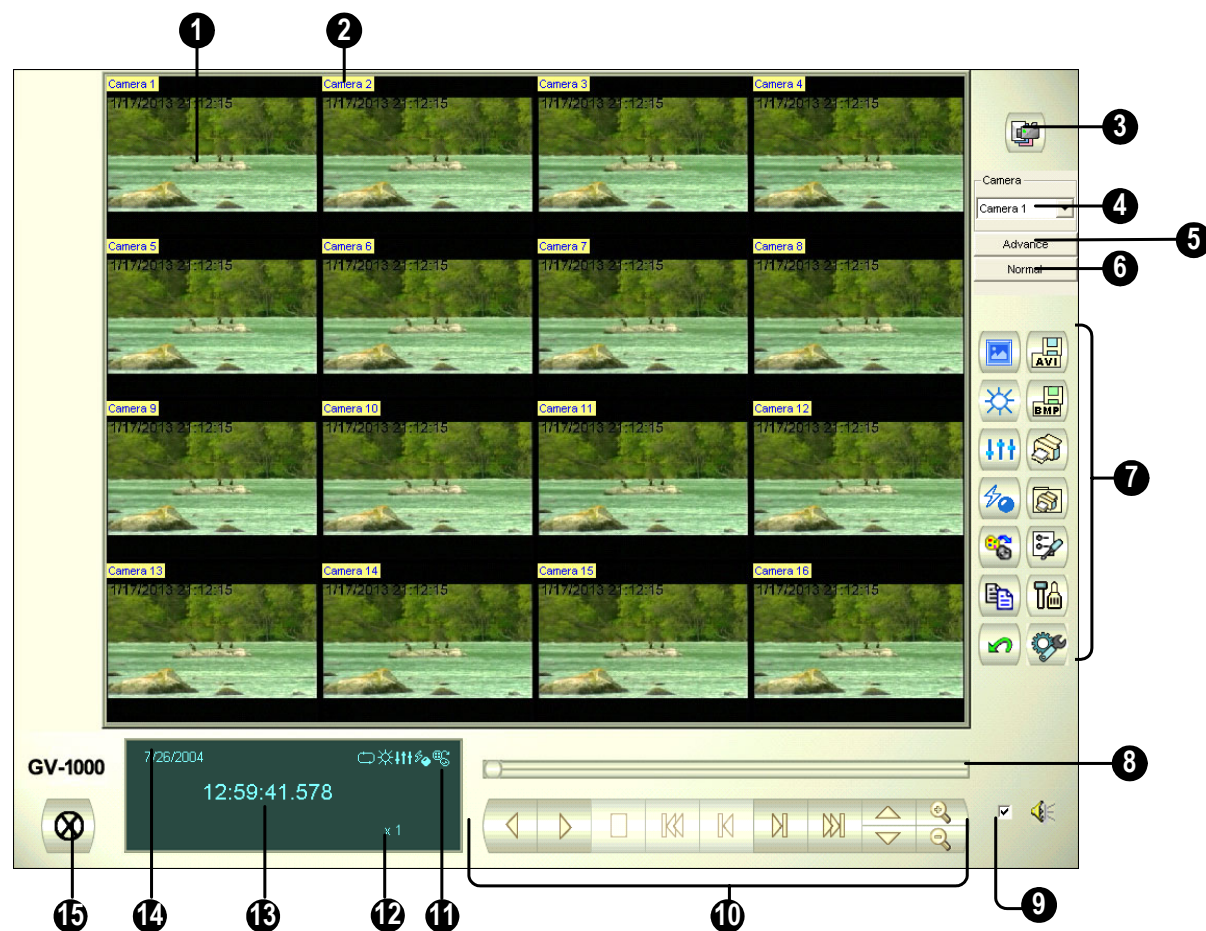 1
2
Camera 1
Camera 2
Camera 3
Camera 4
1/17/2013 21:12:15
1/17/2013 21:12:15
1/17/2013 21:12:15
1/17/2013 21:12:15
3
Camera
Camera 1
4
Advance
5
Normal
6
Camera 5
Camera 6
Camera 7
Camera 8
1/17/2013 21:12:15
1/17/2013 21:12:15
1/17/2013 21:12:15
1/17/2013 21:12:15
AVI
BMP
Camera 9
Camera 10
Camera 11
Camera 12
1/17/2013 21:12:15
1/17/2013 21:12:15
1/17/2013 21:12:15
1/17/2013 21:12:15
7
Camera 13
Camera 14
Camera 15
Camera 16
1/17/2013 21:12:15
1/17/2013 21:12:15
1/17/2013 21:12:15
1/17/2013 21:12:15
GV-1000
7/26/2004
12:59:41.578
x 1
8
15
14
13
12
11
10
9